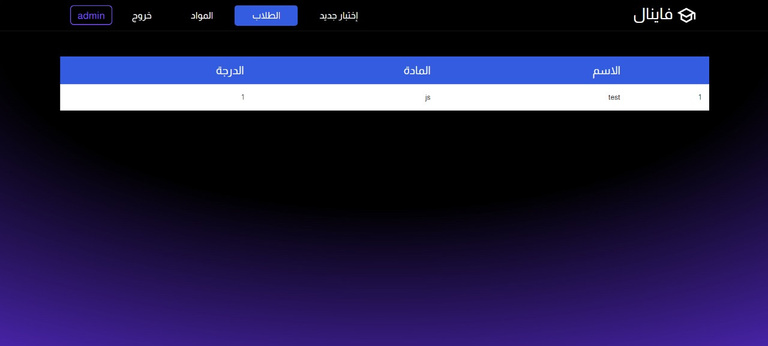 فاينال
إختبار جديد
الطلاب
المواد
خروج
admin
الاسم المادة الدرجة
1 test js 1